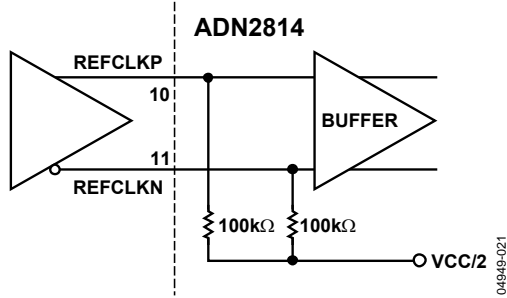 ADN2814
REFCLKP
10
BUFFER
11
REFCLKN
100kΩ
100kΩ
VCC/2
04949-021